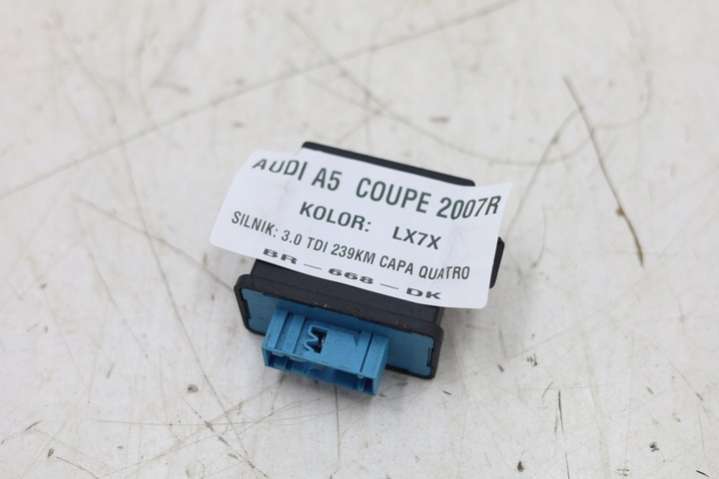 AUDI A5 COUPE 2007R
KOLOR: LX7X
SILNIK: 3.0 TDI 239KM CAPA QUATRO
BR-668-DK